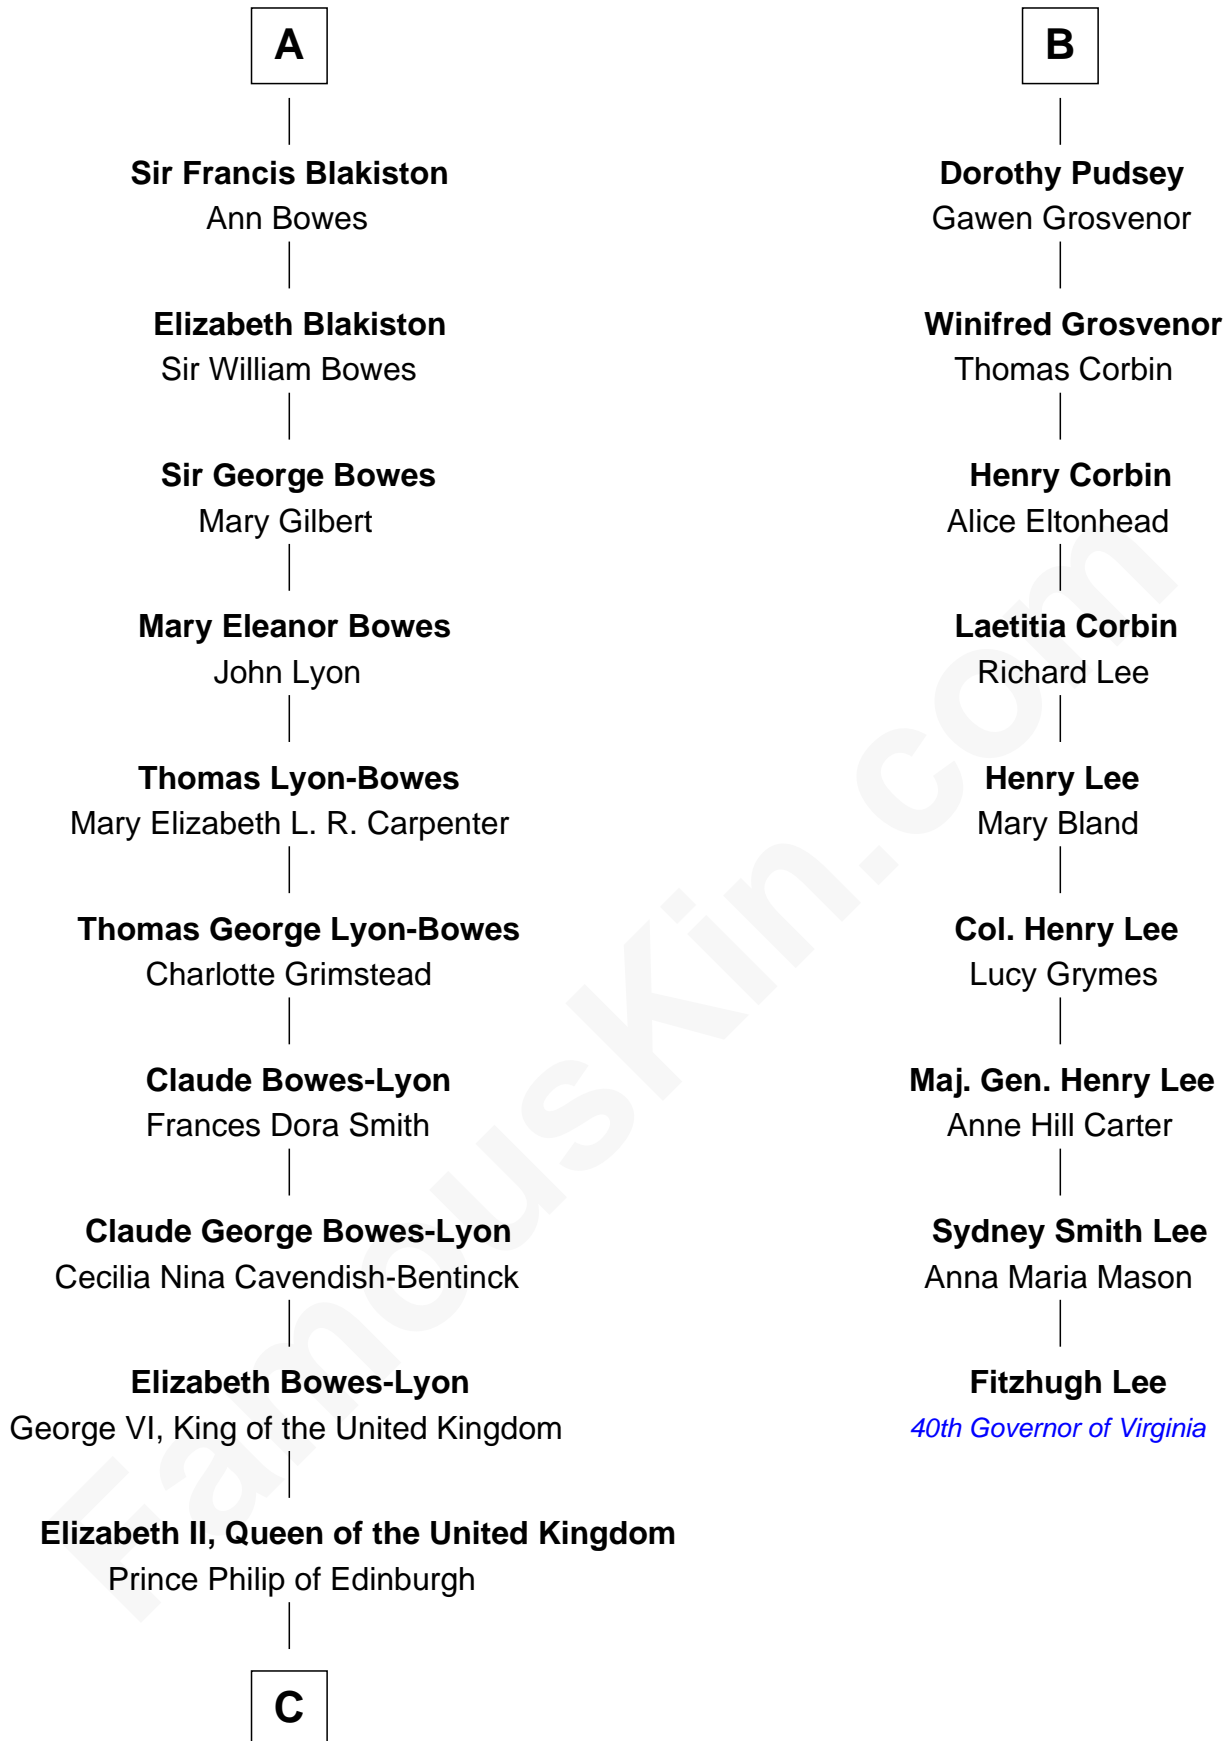 A
Sir Francis Blakiston
Ann Bowes
Elizabeth Blakiston
Sir William Bowes
Sir George Bowes
Mary Gilbert
Mary Eleanor Bowes
John Lyon
Thomas Lyon-Bowes
Mary Elizabeth L. R. Carpenter
Thomas George Lyon-Bowes
Charlotte Grimstead
Claude Bowes-Lyon
Frances Dora Smith
Claude George Bowes-Lyon
Cecilia Nina Cavendish-Bentinck
Elizabeth Bowes-Lyon
George VI, King of the United Kingdom
Elizabeth II, Queen of the United Kingdom
Prince Philip of Edinburgh
C
B
Dorothy Pudsey
Gawen Grosvenor
Winifred Grosvenor
Thomas Corbin
Henry Corbin
Alice Eltonhead
Laetitia Corbin
Richard Lee
Henry Lee
Mary Bland
Col. Henry Lee
Lucy Grymes
Maj. Gen. Henry Lee
Anne Hill Carter
Sydney Smith Lee
Anna Maria Mason
Fitzhugh Lee
40th Governor of Virginia
FamousKin.com